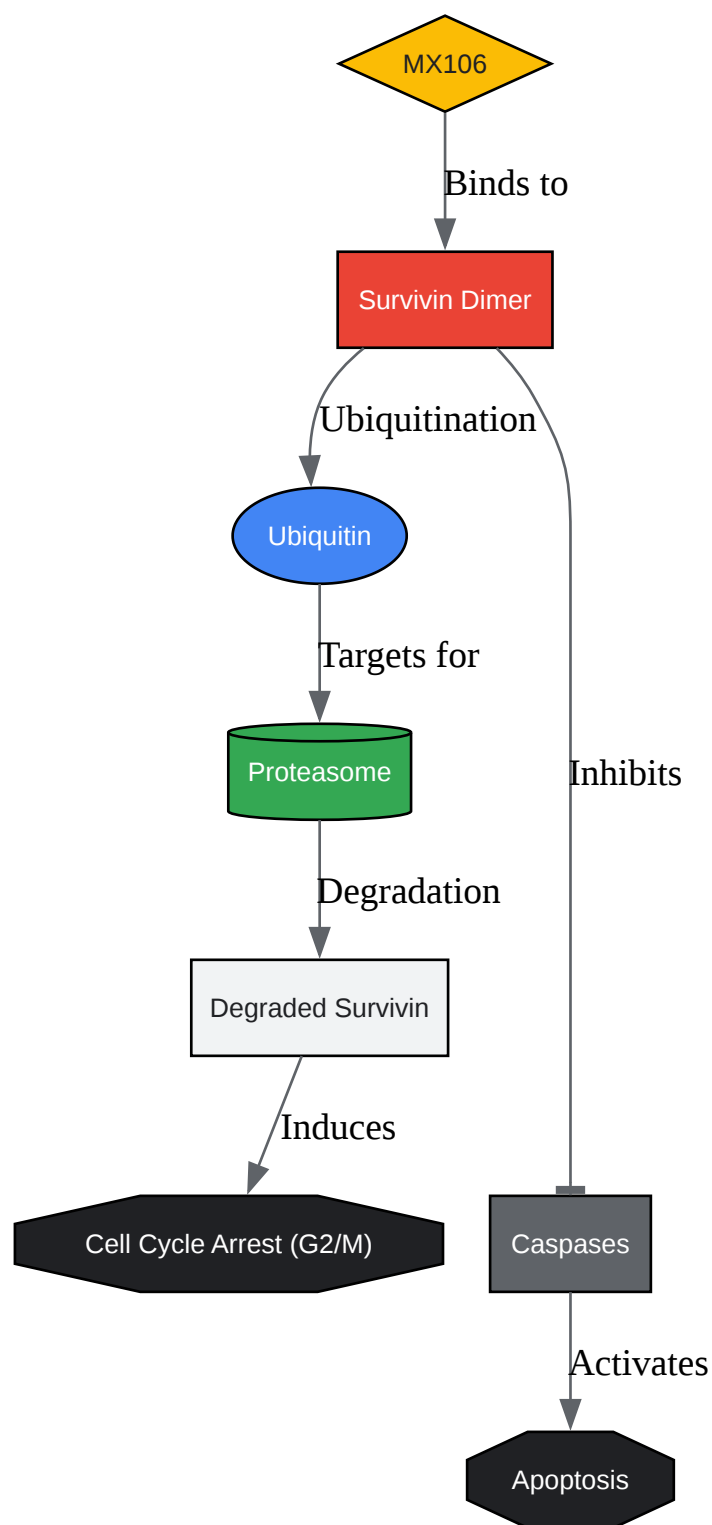 MX106
Binds to
Survivin Dimer
Ubiquitination
Ubiquitin
Targets for
Proteasome
Inhibits
Degradation
Degraded Survivin
Induces
Cell Cycle Arrest (G2/M)
Caspases
Activates
Apoptosis